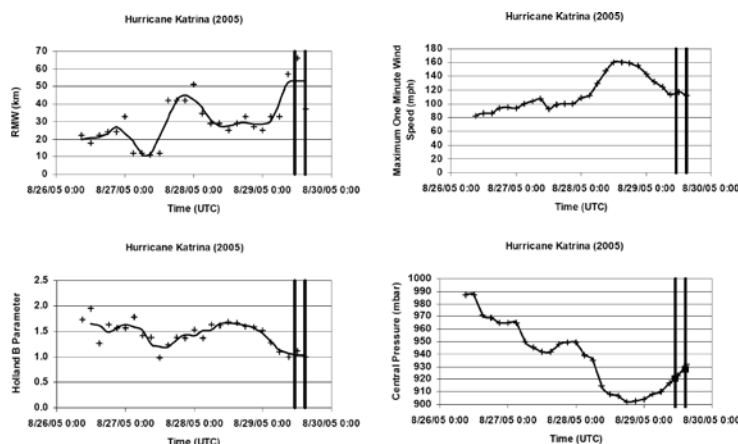 Hurricane Katrina (2005)
70
60
50
40
30
20
10
0
RMW (km)
8/26/05 0:00 8/27/05 0:00 8/28/05 0:00 8/29/05 0:00 8/30/05 0:00
Time (UTC)
Hurricane Katrina (2005)
180
160
140
120
100
80
60
40
20
0
Maximum One Minute Wind
Speed (mph)
8/26/05 0:00 8/27/05 0:00 8/28/05 0:00 8/29/05 0:00 8/30/05 0:00
Time (UTC)
Hurricane Katrina (2005)
2.5
2.0
1.5
1.0
0.5
0.0
Holland B Parameter
8/26/05 0:00 8/27/05 0:00 8/28/05 0:00 8/29/05 0:00 8/30/05 0:00
Time (UTC)
Hurricane Katrina (2005)
1000
990
980
970
960
950
940
930
920
910
900
Central Pressure (mbar)
8/26/05 0:00 8/27/05 0:00 8/28/05 0:00 8/29/05 0:00 8/30/05 0:00
Time (UTC)